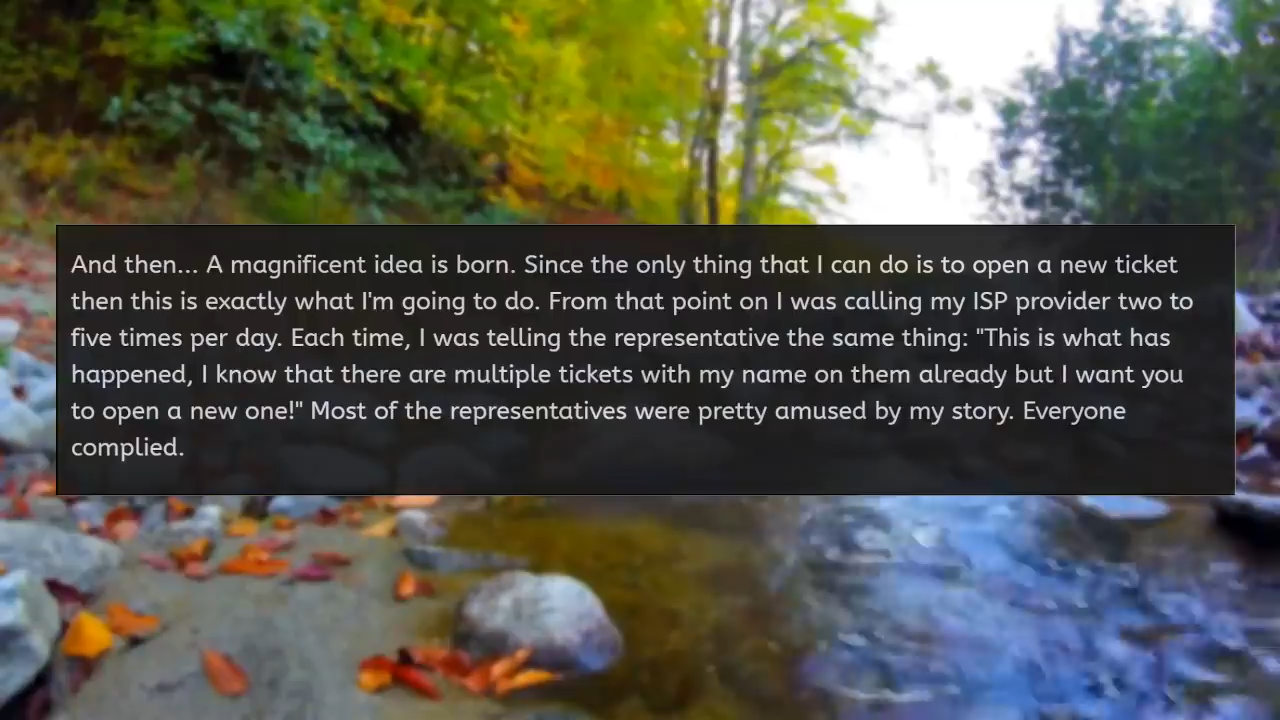 And then... A magnificent idea is born. Since the only thing that I can do is to open a new ticket
then this is exactly what I'm going to do. From that point on I was calling my ISP provider two to
five times per day. Each time, I was telling the representative the same thing: "This is what has
happened, I know that there are multiple tickets with my name on them already but I want you
to open a new one!" Most of the representatives were pretty amused by my story. Everyone
complied.